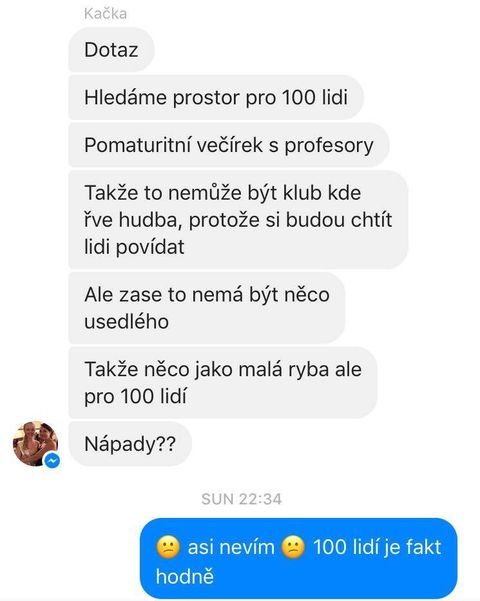 Kačka
Dotaz
Hledáme prostor pro 100 lidi
Pomaturitní večírek s profesory
Takže to nemůže být klub kde
řve hudba, protože si budou chtít
lidi povídat
Ale zase to nemá být něco
usedlého
Takže něco jako malá ryba ale
pro 100 lidí
Nápady??
SUN 22:34
😕 asi nevím 😕 100 lidí je fakt
hodně